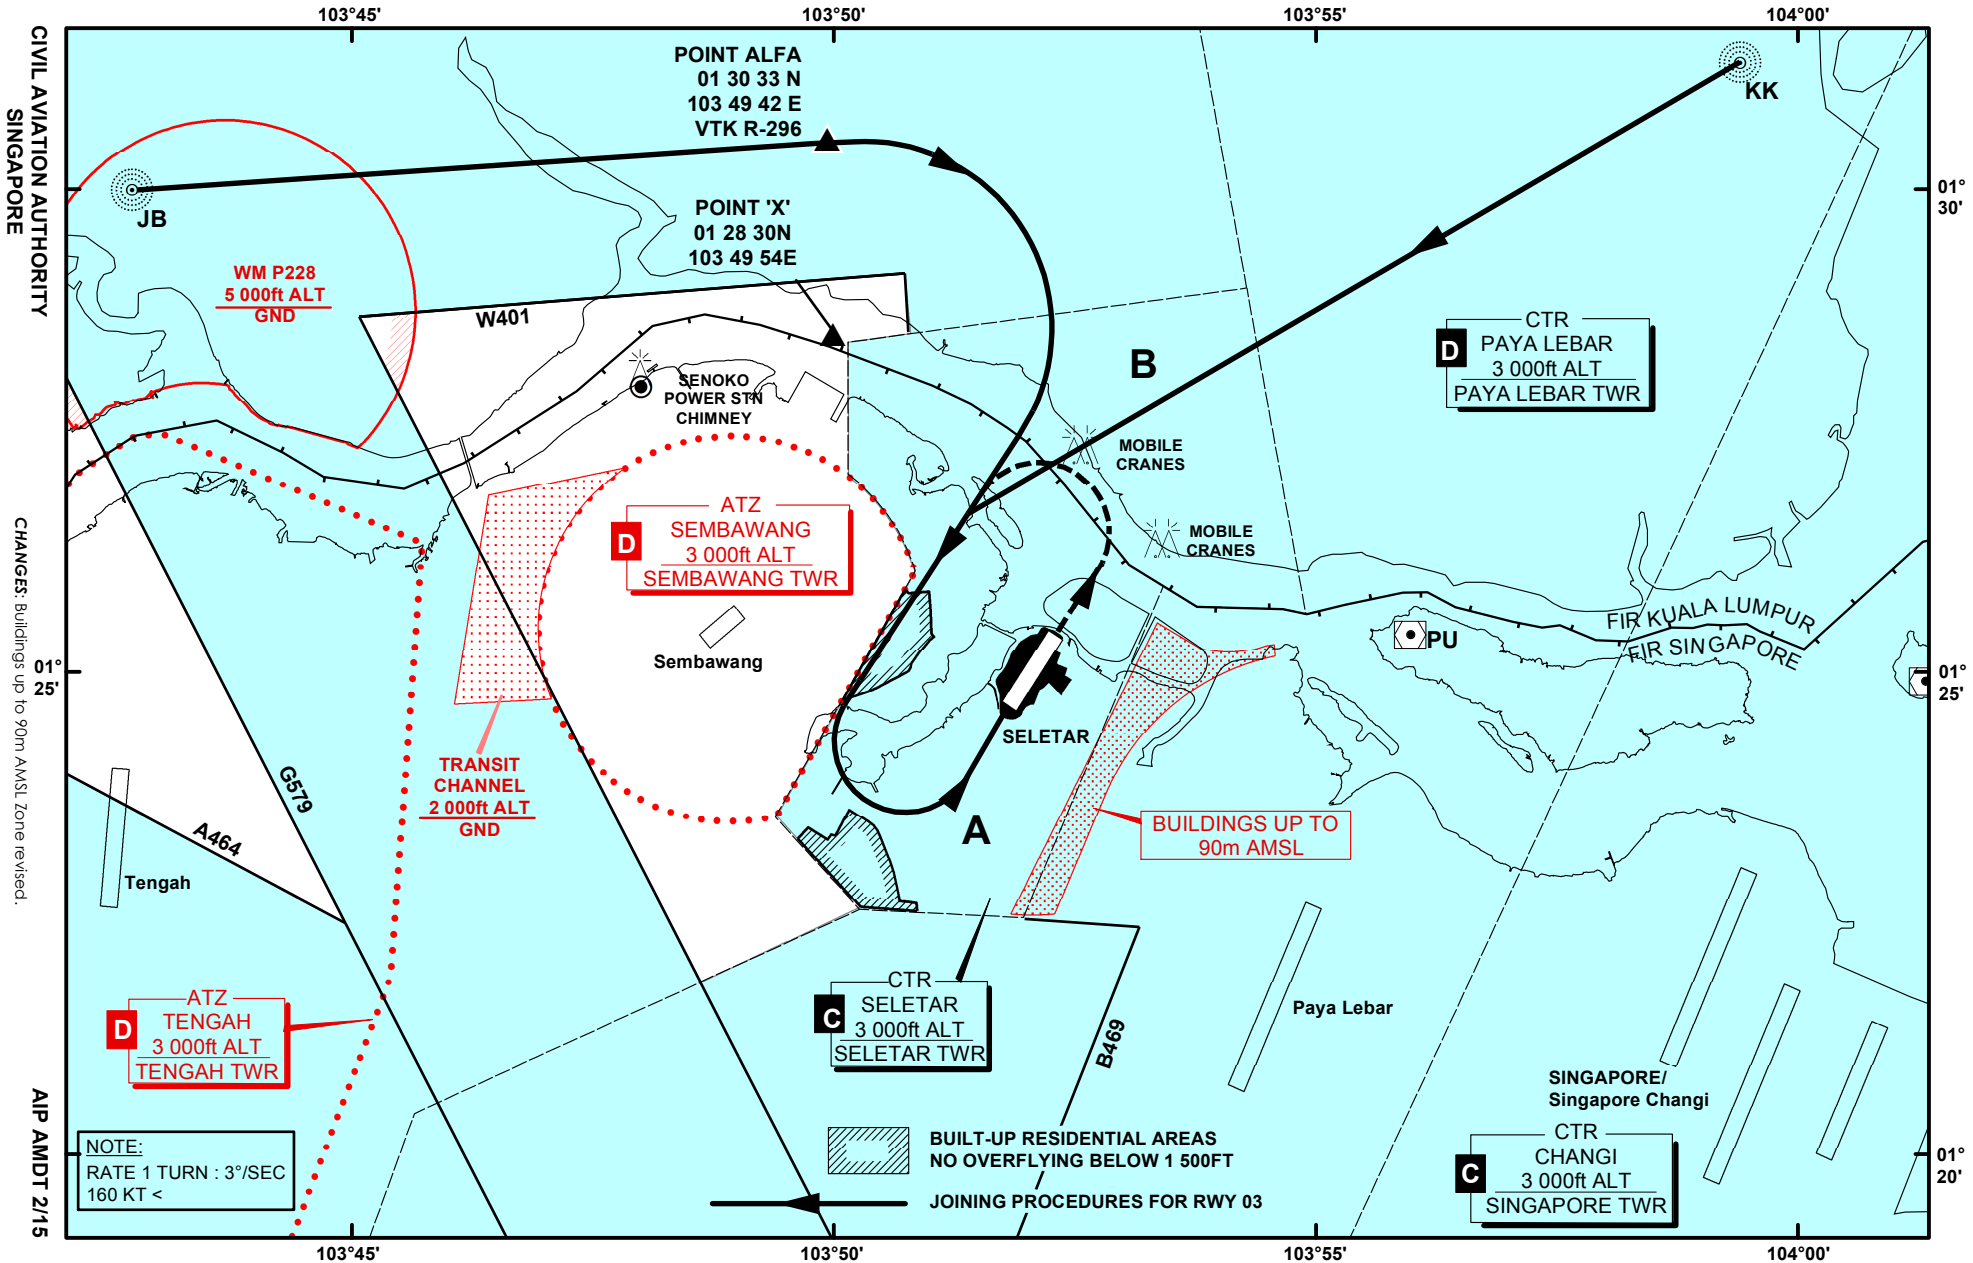 103°45'
103°50'
103°55'
104°00'
CIVIL AVIATION AUTHORITY
SINGAPORE
POINT ALFA
01 30 33 N
103 49 42 E
VTK R-296
KK
JB
01°
30'
POINT 'X'
01 28 30N
103 49 54E
WM P228
5 000ft ALT
GND
W401
CTR
D
PAYA LEBAR
3 000ft ALT
PAYA LEBAR TWR
B
SENOKO
POWER STN
CHIMNEY
MOBILE
CRANES
MOBILE
CRANES
ATZ
D
SEMBAWANG
3 000ft ALT
SEMBAWANG TWR
Sembawang
FIR KUALA LUMPUR
FIR SINGAPORE
PU
01°
25'
01°
25'
SELETAR
TRANSIT
CHANNEL
2 000ft ALT
GND
G579
A464
Tengah
A
BUILDINGS UP TO
90m AMSL
CHANGES: Buildings up to 90m AMSL Zone revised.
ATZ
D
TENGAH
3 000ft ALT
TENGAH TWR
CTR
C
SELETAR
3 000ft ALT
SELETAR TWR
B469
Paya Lebar
SINGAPORE/
Singapore Changi
CTR
C
CHANGI
3 000ft ALT
SINGAPORE TWR
01°
20'
NOTE:
RATE 1 TURN : 3°/SEC
160 KT <
BUILT-UP RESIDENTIAL AREAS
NO OVERFLYING BELOW 1 500FT
JOINING PROCEDURES FOR RWY 03
AIP AMDT 2/15
103°45'
103°50'
103°55'
104°00'